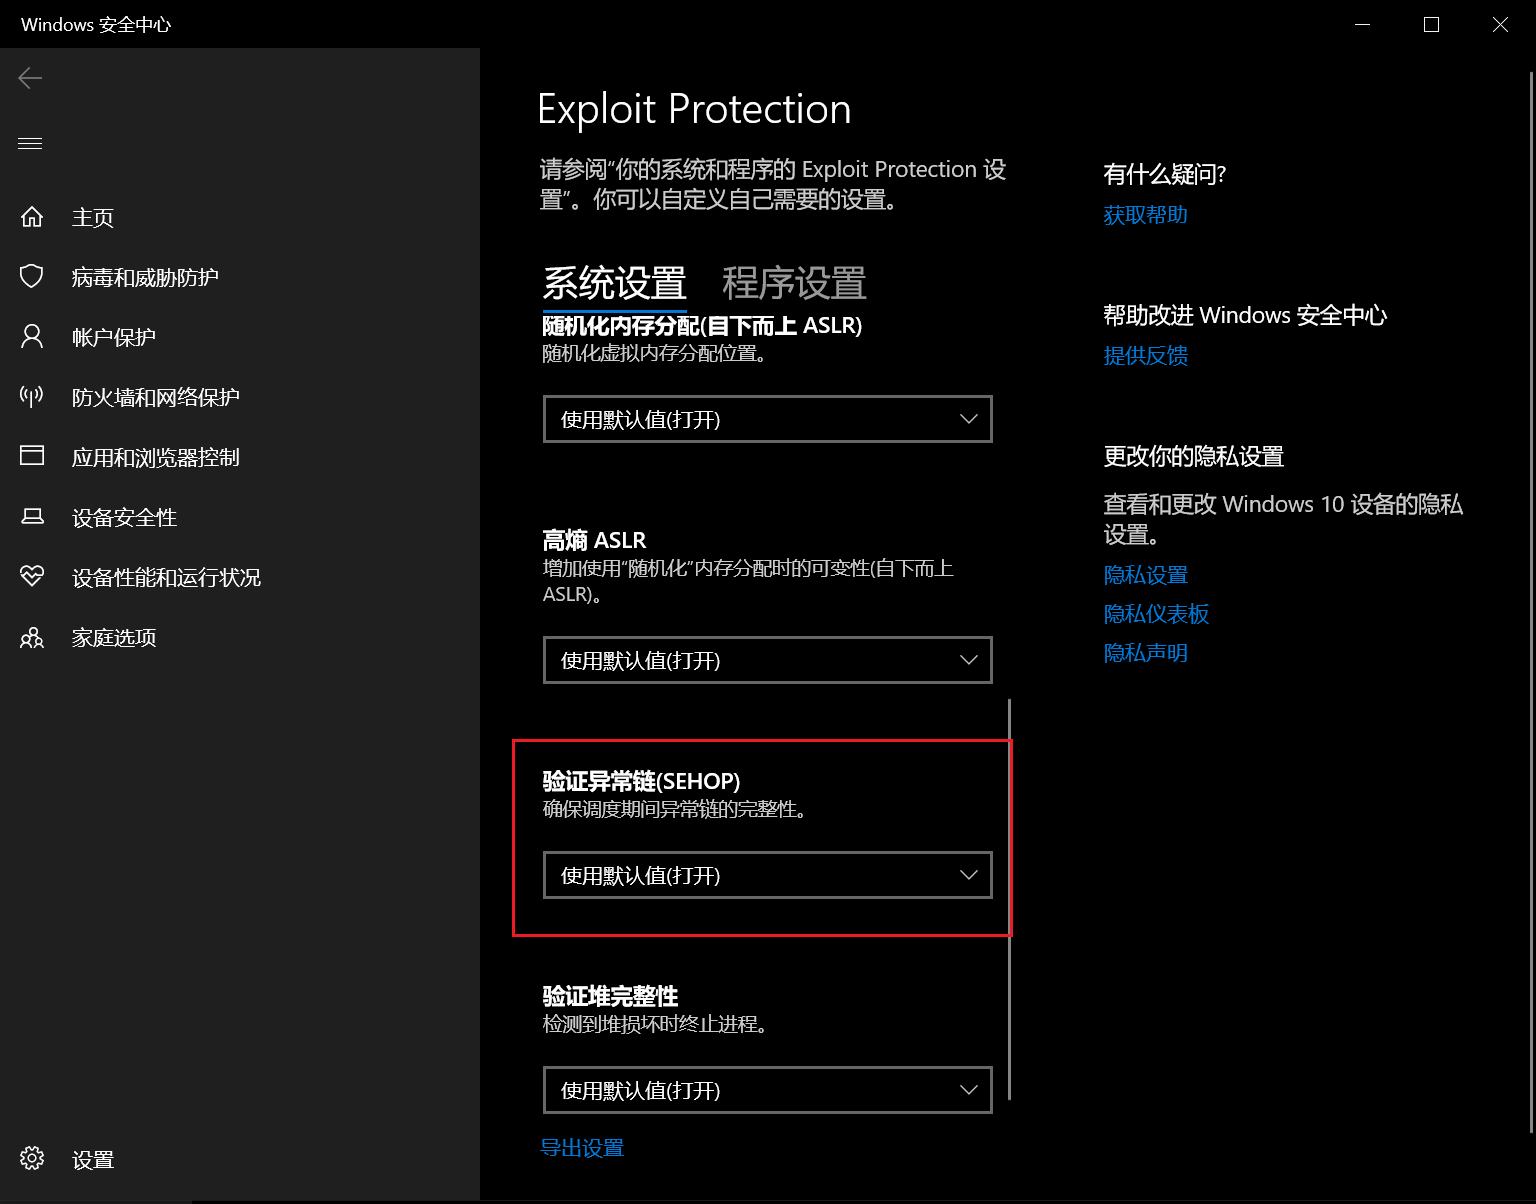 Windows 安全中心
主页
病毒和威胁防护
帐户保护
防火墙和网络保护
应用和浏览器控制
设备安全性
设备性能和运行状况
家庭选项
设置
Exploit Protection
请参阅“你的系统和程序的 Exploit Protection 设
置”。你可以自定义自己需要的设置。
系统设置 程序设置
随机化内存分配(自下而上 ASLR)
随机化虚拟内存分配位置。
使用默认值(打开)
高熵 ASLR
增加使用“随机化”内存分配时的可变性(自下而上
ASLR)。
使用默认值(打开)
验证异常链(SEHOP)
确保调度期间异常链的完整性。
使用默认值(打开)
验证堆完整性
检测到堆损坏时终止进程。
使用默认值(打开)
导出设置
有什么疑问?
获取帮助
帮助改进 Windows 安全中心
提供反馈
更改你的隐私设置
查看和更改 Windows 10 设备的隐私
设置。
隐私设置
隐私仪表板
隐私声明